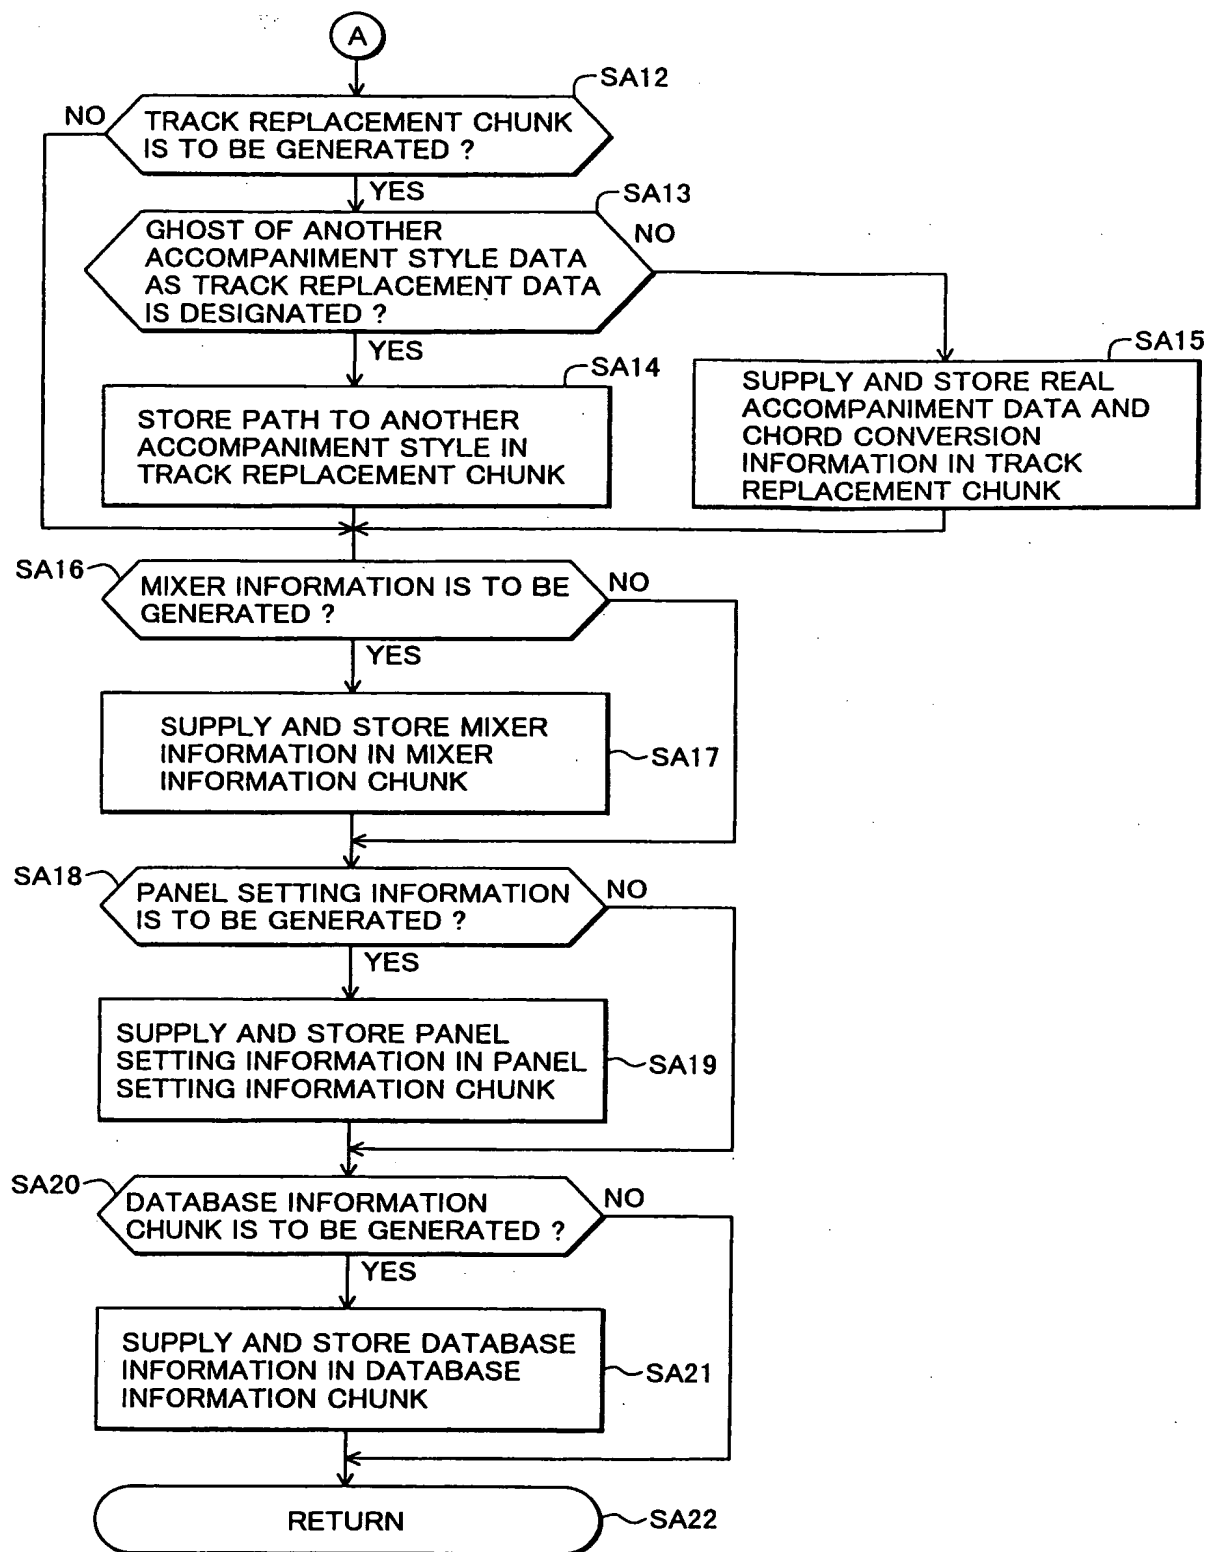 A
SA12
NO
TRACK REPLACEMENT CHUNK
IS TO BE GENERATED ?
YES
SA13
GHOST OF ANOTHER
ACCOMPANIMENT STYLE DATA
AS TRACK REPLACEMENT DATA
IS DESIGNATED ?
NO
YES
SA14
STORE PATH TO ANOTHER
ACCOMPANIMENT STYLE IN
TRACK REPLACEMENT CHUNK
SA15
SUPPLY AND STORE REAL
ACCOMPANIMENT DATA AND
CHORD CONVERSION
INFORMATION IN TRACK
REPLACEMENT CHUNK
SA16
MIXER INFORMATION IS TO BE
GENERATED ?
NO
YES
SUPPLY AND STORE MIXER
INFORMATION IN MIXER
INFORMATION CHUNK
SA17
SA18
PANEL SETTING INFORMATION
IS TO BE GENERATED ?
NO
YES
SUPPLY AND STORE PANEL
SETTING INFORMATION IN PANEL
SETTING INFORMATION CHUNK
SA19
SA20
DATABASE INFORMATION
CHUNK IS TO BE GENERATED ?
NO
YES
SUPPLY AND STORE DATABASE
INFORMATION IN DATABASE
INFORMATION CHUNK
SA21
RETURN
SA22